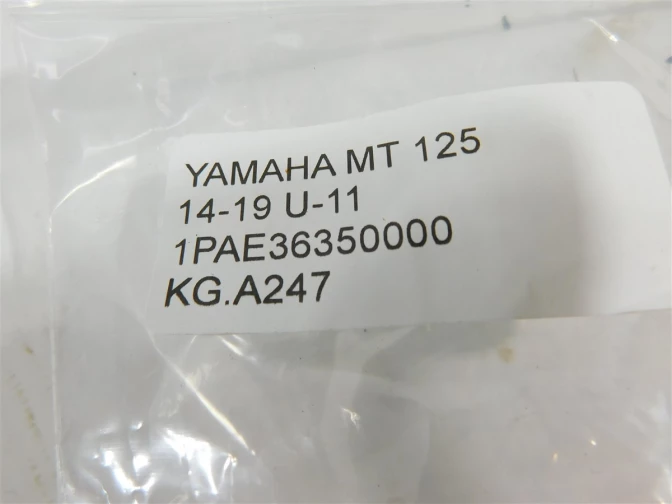 YAMAHA MT 125
14-19 U-11
1PAE36350000
KG.A247